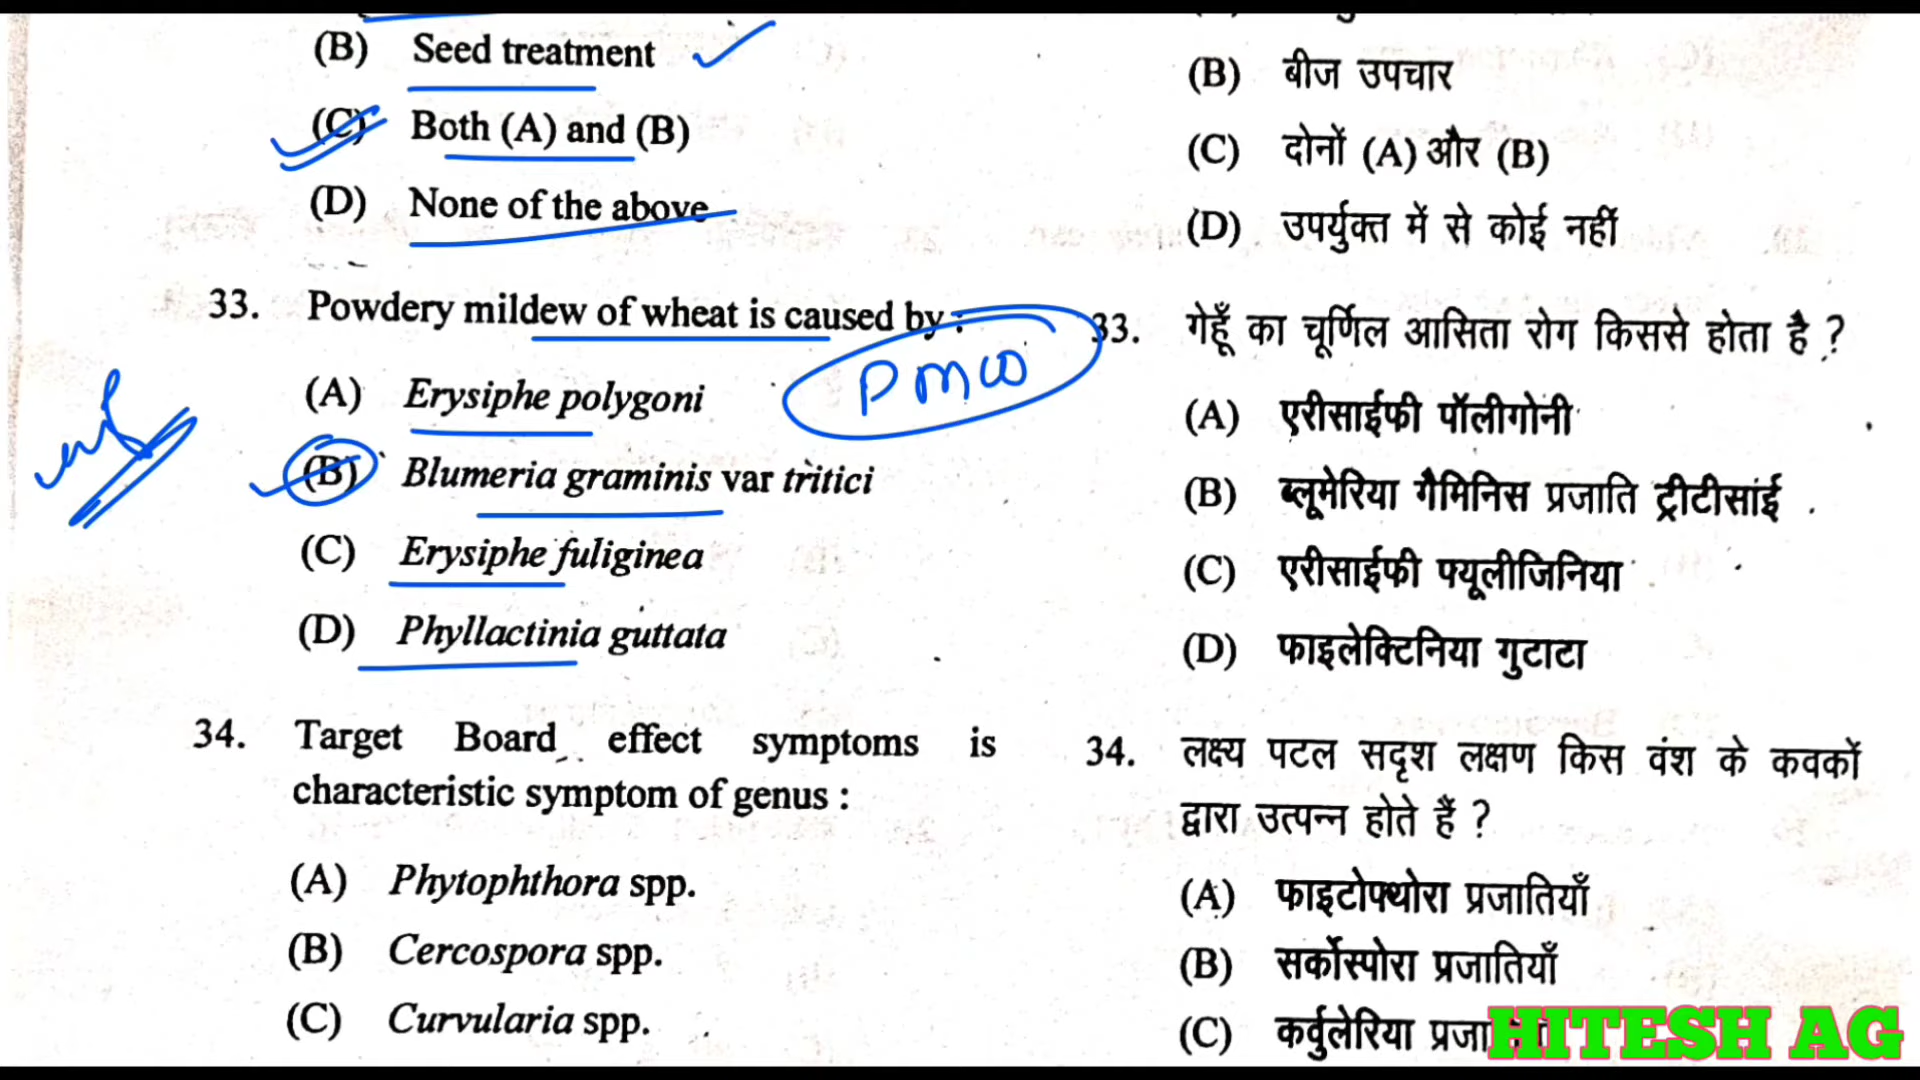 (B) Seed treatment
(C) Both (A) and (B)
(D) None of the above
33. Powdery mildew of wheat is caused by :
PMW
(A) Erysiphe polygoni
(B) Blumeria graminis var tritici
(C) Erysiphe fuliginea
(D) Phyllactinia guttata
34. Target Board effect symptoms is
characteristic symptom of genus :
(A) Phytophthora spp.
(B) Cercospora spp.
(C) Curvularia spp.
(B) बीज उपचार
(C) दोनों (A) और (B)
(D) उपर्युक्त में से कोई नहीं
33. गेहूँ का चूर्णिल आसिता रोग किससे होता है ?
(A) एरीसाईफी पॉलीगोनी
(B) ब्लूमेरिया गैमिनिस प्रजाति ट्रीटीसाई
(C) एरीसाईफी फ्यूलीजिनिया
(D) फाइलेक्टिनिया गुटाटा
34. लक्ष्य पटल सदृश लक्षण किस वंश के कवकों
द्वारा उत्पन्न होते हैं ?
(A) फाइटोफ्थोरा प्रजातियाँ
(B) सर्कोस्पोरा प्रजातियाँ
(C) कर्वुलेरिया
HITESH AG